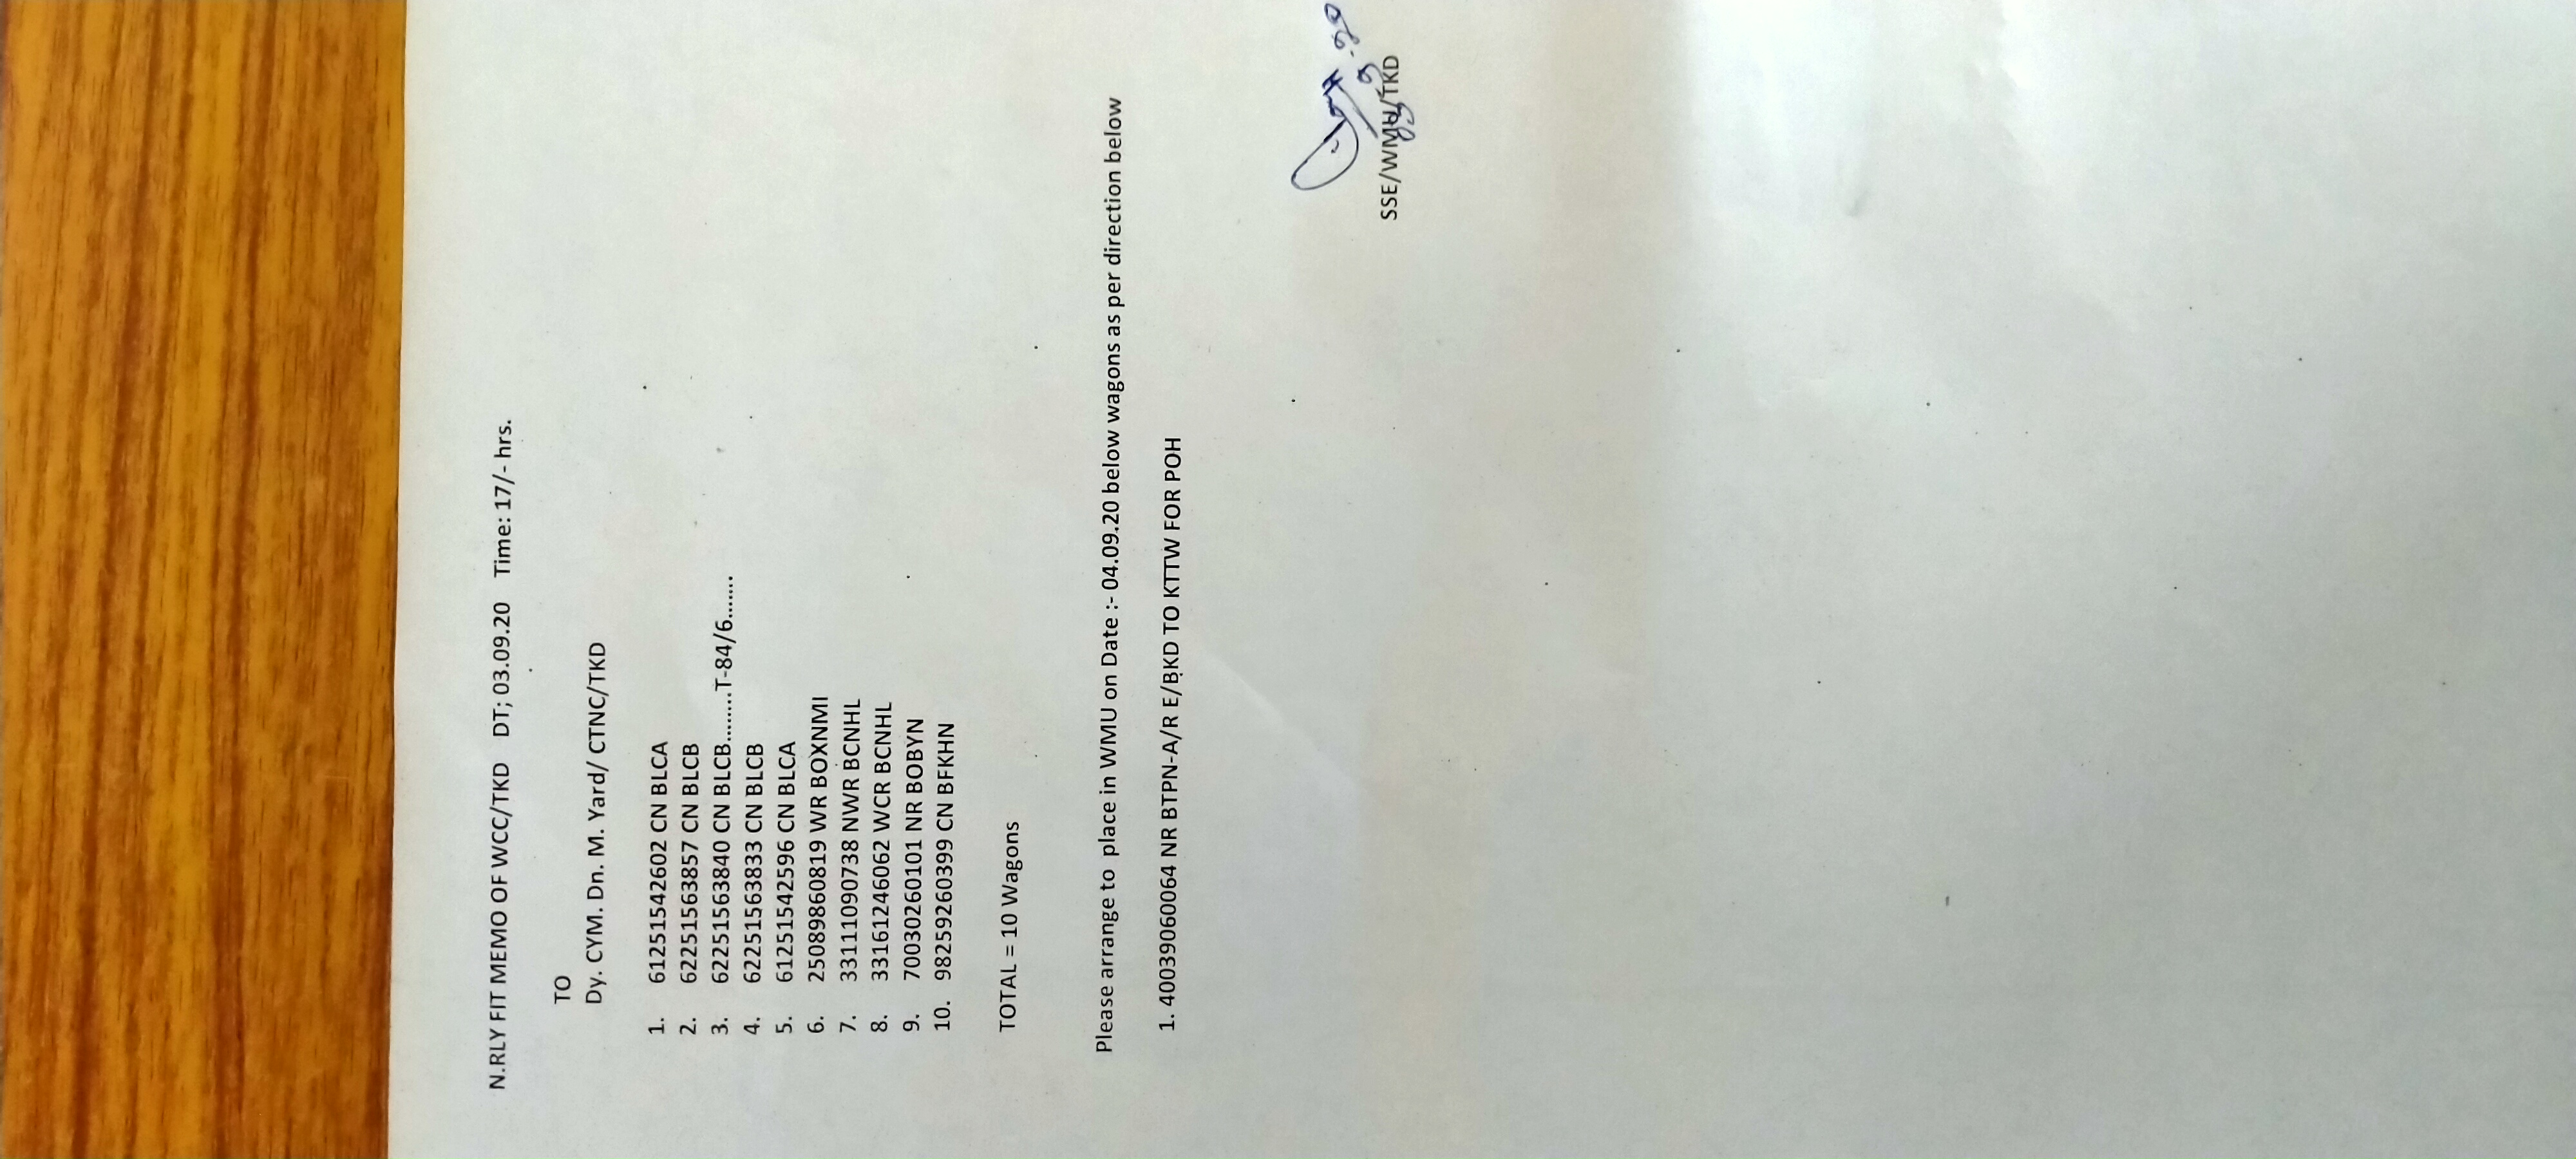 N.RLY FIT MEMO OF WCC/TKD DT; 03.09.20 Time: 17/- hrs.
TO
Dy. CYM. Dn. M. Yard/ CTNC/TKD
1. 61251542602 CN BLCA
2. 62251563857 CN BLCB
3. 62251563840 CN BLCB.........T-84/6.......
4. 62251563833 CN BLCB
5. 61251542596 CN BLCA
6. 25089860819 WR BOXNMI
7. 33111090738 NWR BCNHL
8. 33161246062 WCR BCNHL
9. 70030260101 NR BOBYN
10. 98259260399 CN BFKHN
TOTAL = 10 Wagons
Please arrange to place in WMU on Date :- 04.09.20 below wagons as per direction below
1. 40039060064 NR BTPN-A/R E/BKD TO KTTW FOR POH
SSE/WMU/TKD